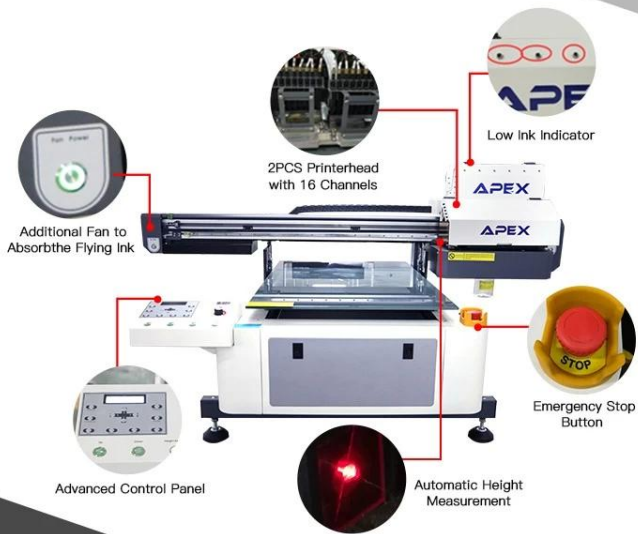 APE
Low Ink Indicator
2PCS Printerhead
with 16 Channels
Fan Power
Additional Fan to
Absorbthe Flying Ink
APEX
APEX
STOP
Emergency Stop
Button
Advanced Control Panel
Automatic Height
Measurement